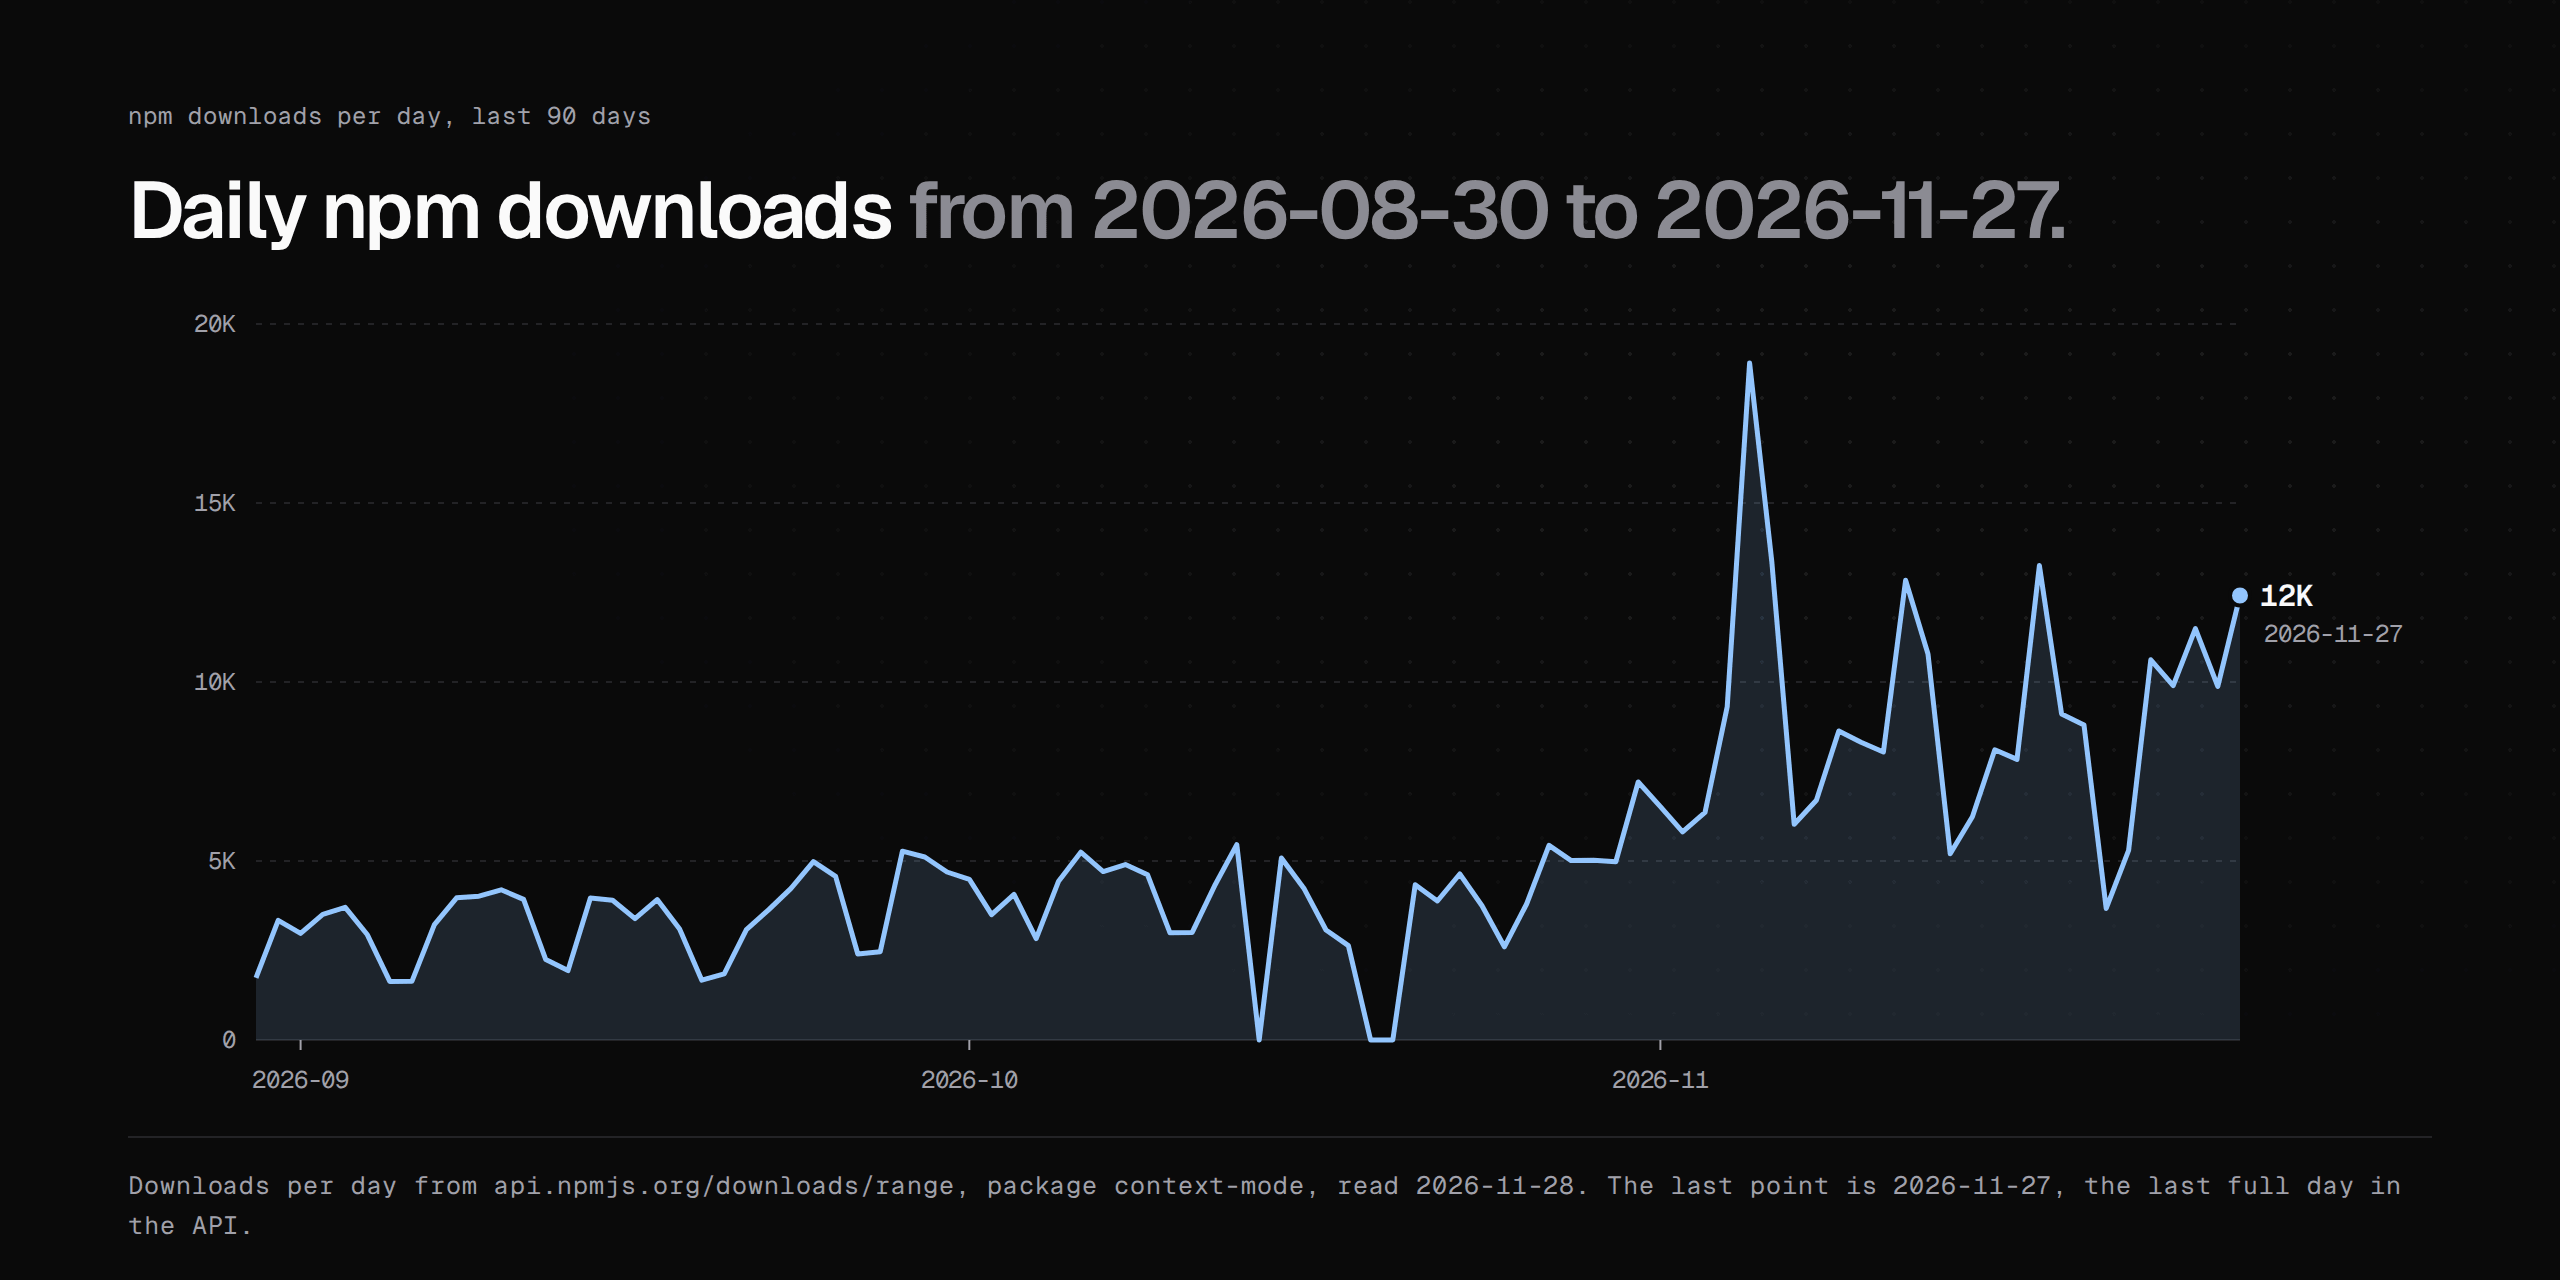 npm downloads per day, last 90 days
Daily npm downloads from 2026-08-30 to 2026-11-27.
20K
15K
10K
5K
0
12K
2026-11-27
2026-09
2026-10
2026-11
Downloads per day from api.npmjs.org/downloads/range, package context-mode, read 2026-11-28. The last point is 2026-11-27, the last full day in
the API.